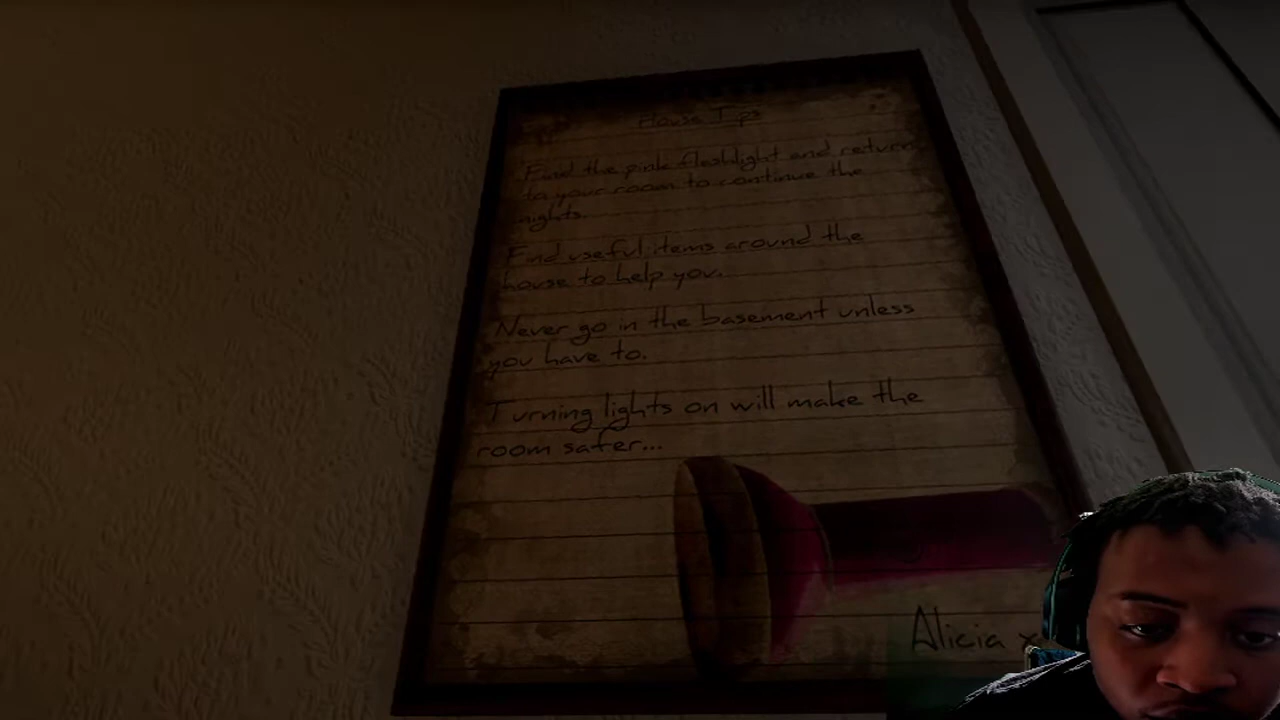 House Tips
Find the pink flashlight and return
to your room to continue the
nights.
Find useful items around the
house to help you.
Never go in the basement unless
you have to.
Turning lights on will make the
room safer...
Alicia x